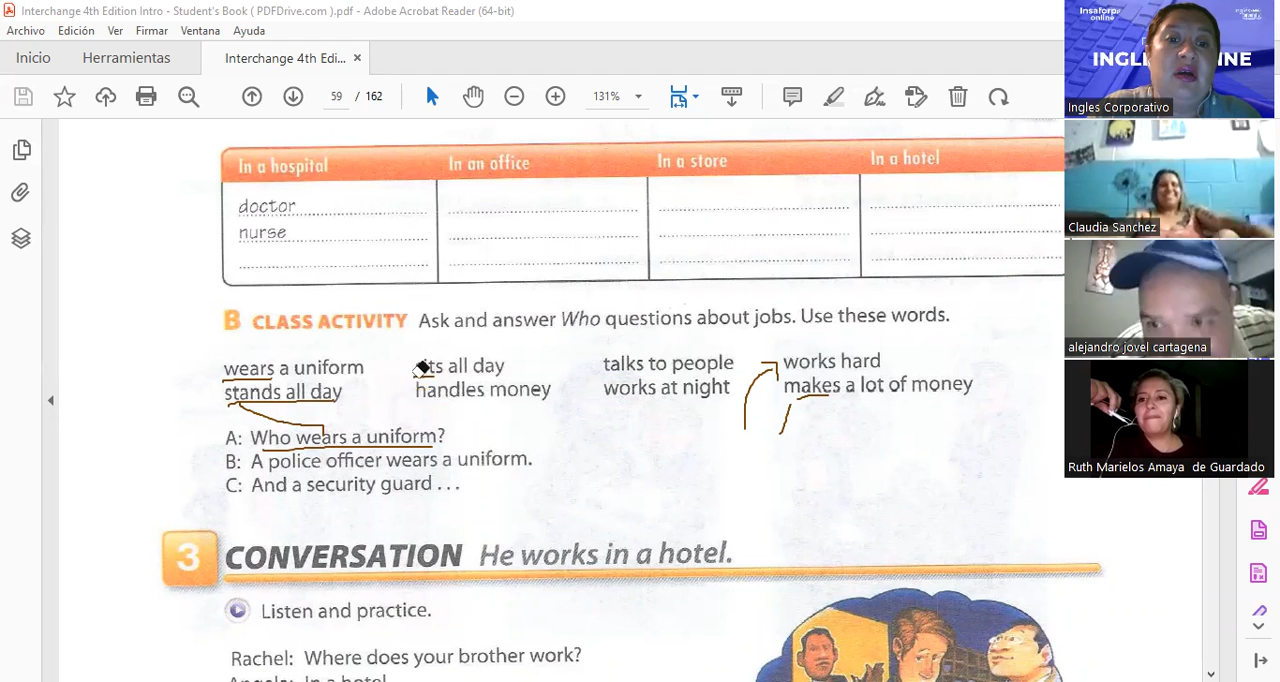 Interchange 4th Edition Intro - Student's Book ( PDFDrive.com ).pdf - Adobe Acrobat Reader (64-bit)
Archivo Edición Ver Firmar Ventana Ayuda
Inicio Herramientas Interchange 4th Edi... ×
59 / 162 131%
In a hospital In an office In a store In a hotel
doctor
nurse
B CLASS ACTIVITY Ask and answer Who questions about jobs. Use these words.
wears a uniform
stands all day
ts all day
handles money
talks to people
works at night
works hard
makes a lot of money
A: Who wears a uniform?
B: A police officer wears a uniform.
C: And a security guard . . .
3 CONVERSATION He works in a hotel.
Listen and practice.
Rachel: Where does your brother work?
Insaforp
online
INGL INE
Ingles Corporativo
Claudia Sanchez
alejandro jovel cartagena
Ruth Marielos Amaya de Guardado